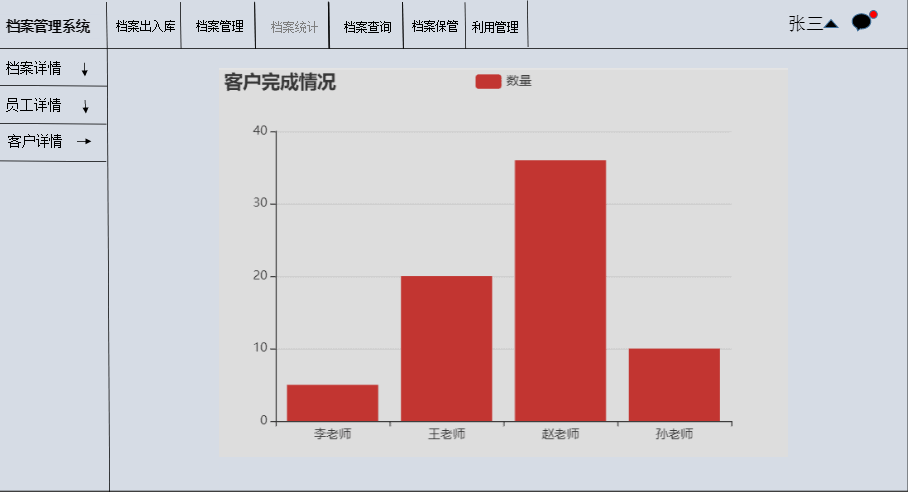 档案管理系统 档案出入库 档案管理 档案统计 档案查询 档案保管 利用管理 张三
档案详情
员工详情
客户详情
客户完成情况
数量
40
30
20
10
0
李老师 王老师 赵老师 孙老师